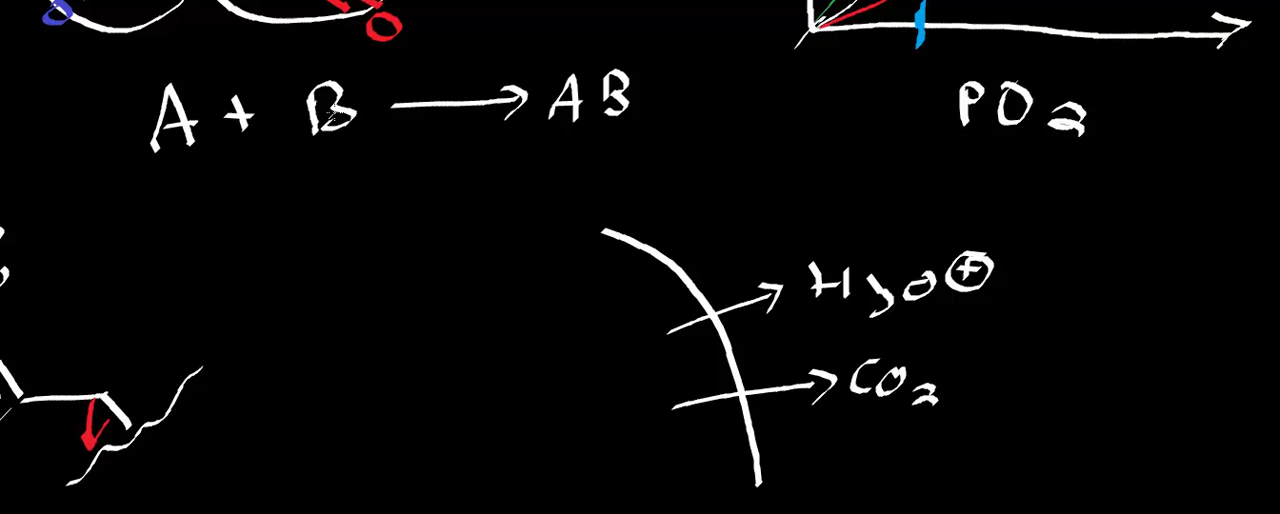 O
A + B → AB
PO2
H3O⊕
CO2